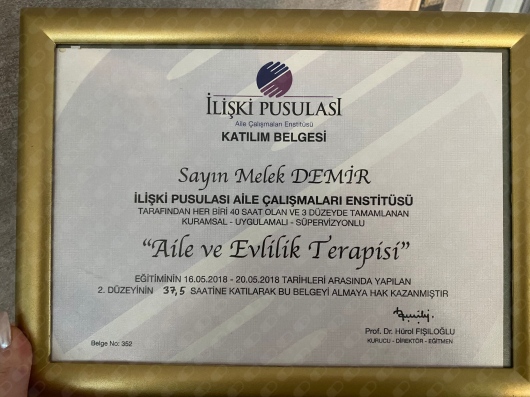 İLİŞKİ PUSULASI
Aile Çalışmaları Enstitüsü
KATILIM BELGESİ
Sayın Melek DEMİR
İLİŞKİ PUSULASI AİLE ÇALIŞMALARI ENSTİTÜSÜ
TARAFINDAN HER BİRİ 40 SAAT OLAN VE 3 DÜZEYDE TAMAMLANAN
KURAMSAL - UYGULAMALI - SÜPERVİZYONLU
"Aile ve Evlilik Terapisi"
EĞİTİMİNİN 16.05.2018 - 20.05.2018 TARİHLERİ ARASINDA YAPILAN
2. DÜZEYİNİN 37,5 SAATİNE KATILARAK BU BELGEYİ ALMAYA HAK KAZANMIŞTIR
Prof. Dr. Hürol FIŞILOĞLU
KURUCU - DİREKTÖR - EĞİTMEN
Belge No: 352